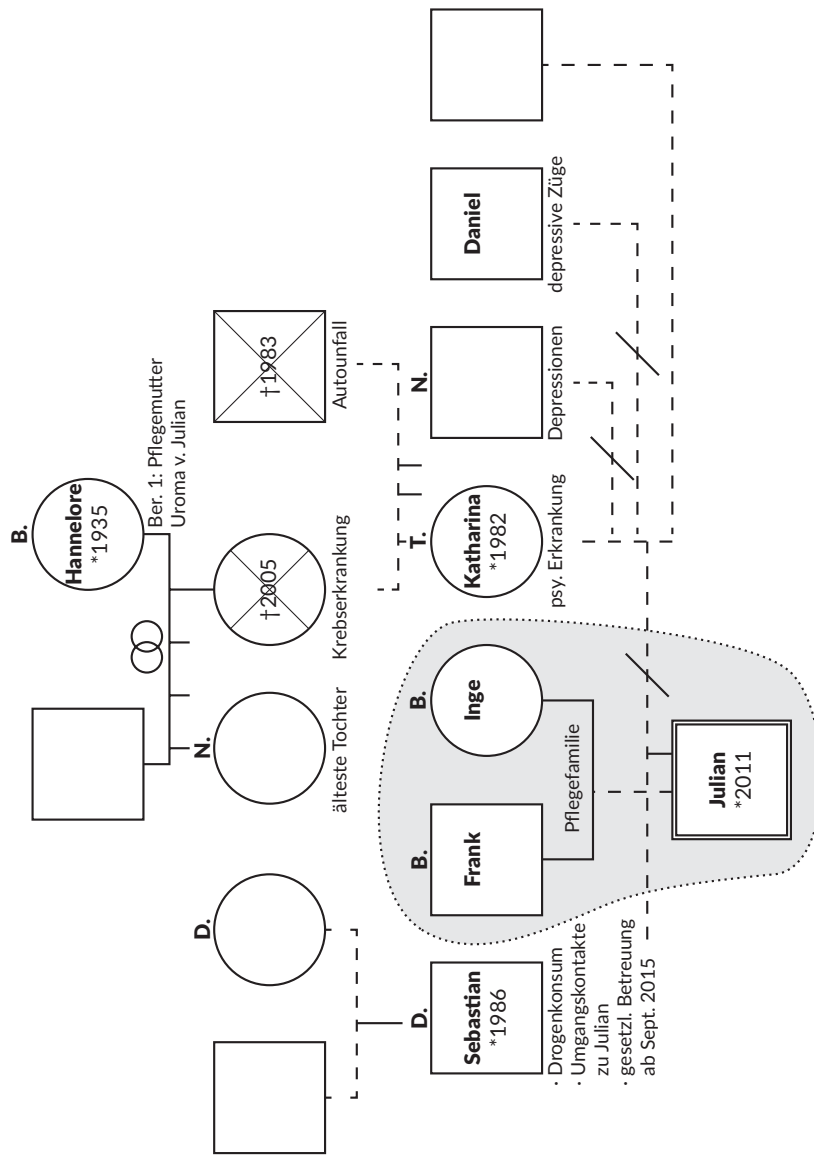 B.
Hannelore
*1935
Ber. 1: Pflegemutter
Uroma v. Julian
D.
N.
älteste Tochter
†2005
Krebserkrankung
†1983
Autounfall
D.
Sebastian
*1986
· Drogenkonsum
· Umgangskontakte
zu Julian
· gesetzl. Betreuung
ab Sept. 2015
B.
Frank
B.
Inge
Pflegefamilie
T.
Katharina
*1982
psy. Erkrankung
N.
Depressionen
Daniel
depressive Züge
Julian
*2011